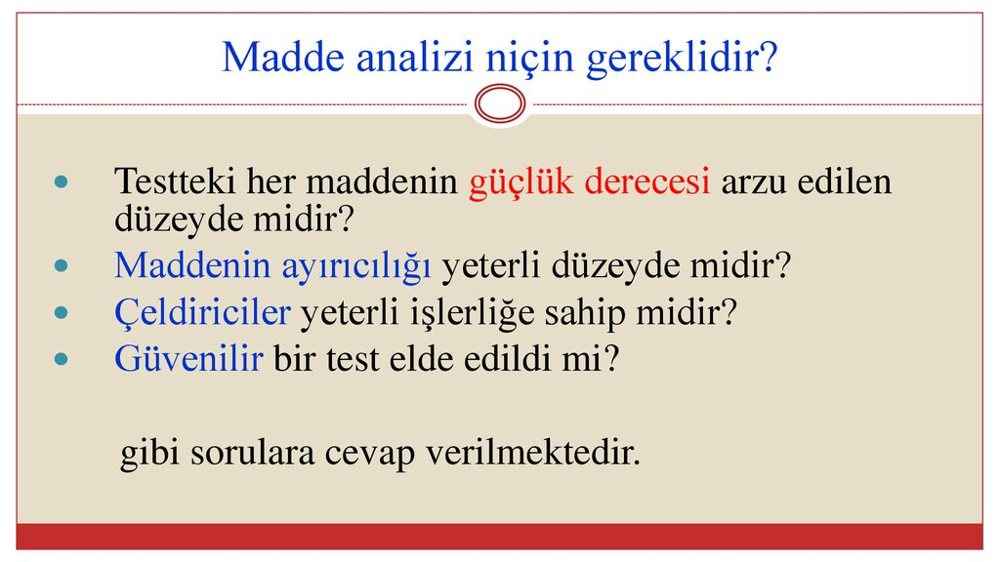 Madde analizi niçin gereklidir?
• Testteki her maddenin güçlük derecesi arzu edilen
düzeyde midir?
• Maddenin ayırıcılığı yeterli düzeyde midir?
• Çeldiriciler yeterli işlerliğe sahip midir?
• Güvenilir bir test elde edildi mi?
gibi sorulara cevap verilmektedir.